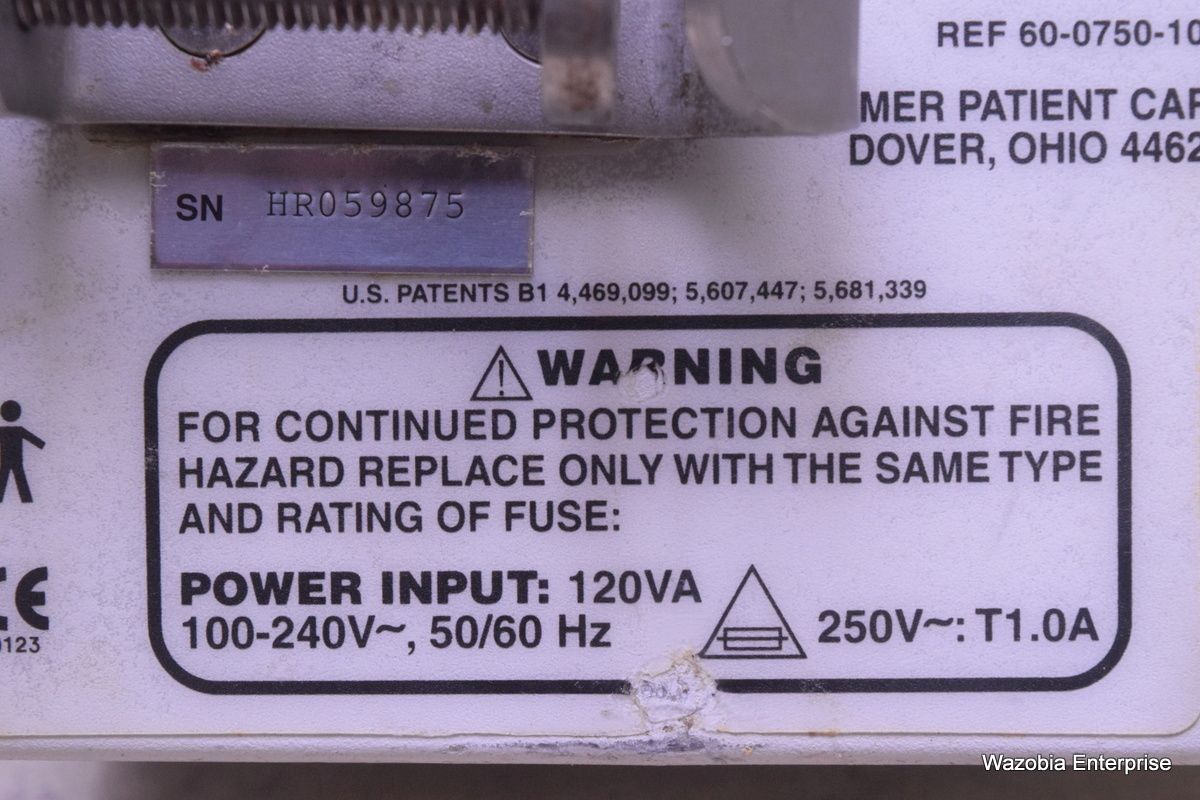 REF 60-0750-10
MER PATIENT CAR
DOVER, OHIO 4462
SN HR059875
U.S. PATENTS B1 4,469,099; 5,607,447; 5,681,339
WARNING
FOR CONTINUED PROTECTION AGAINST FIRE
HAZARD REPLACE ONLY WITH THE SAME TYPE
AND RATING OF FUSE:
POWER INPUT: 120VA
100-240V~, 50/60 Hz
250V~: T1.0A
CE
0123
Wazobia Enterprise